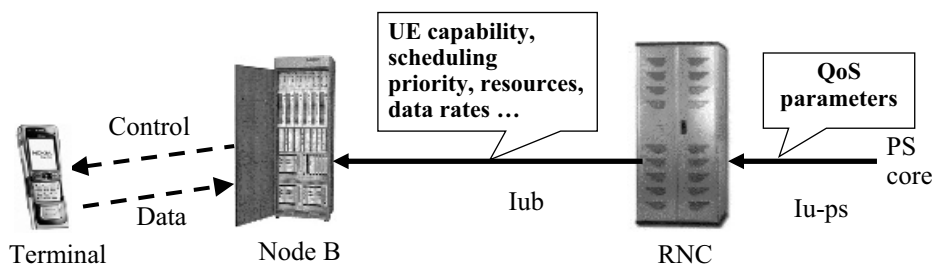 UE capability,
scheduling
priority, resources,
data rates …
QoS
parameters
Control
Data
Iub
Iu-ps
PS
core
Terminal
Node B
RNC